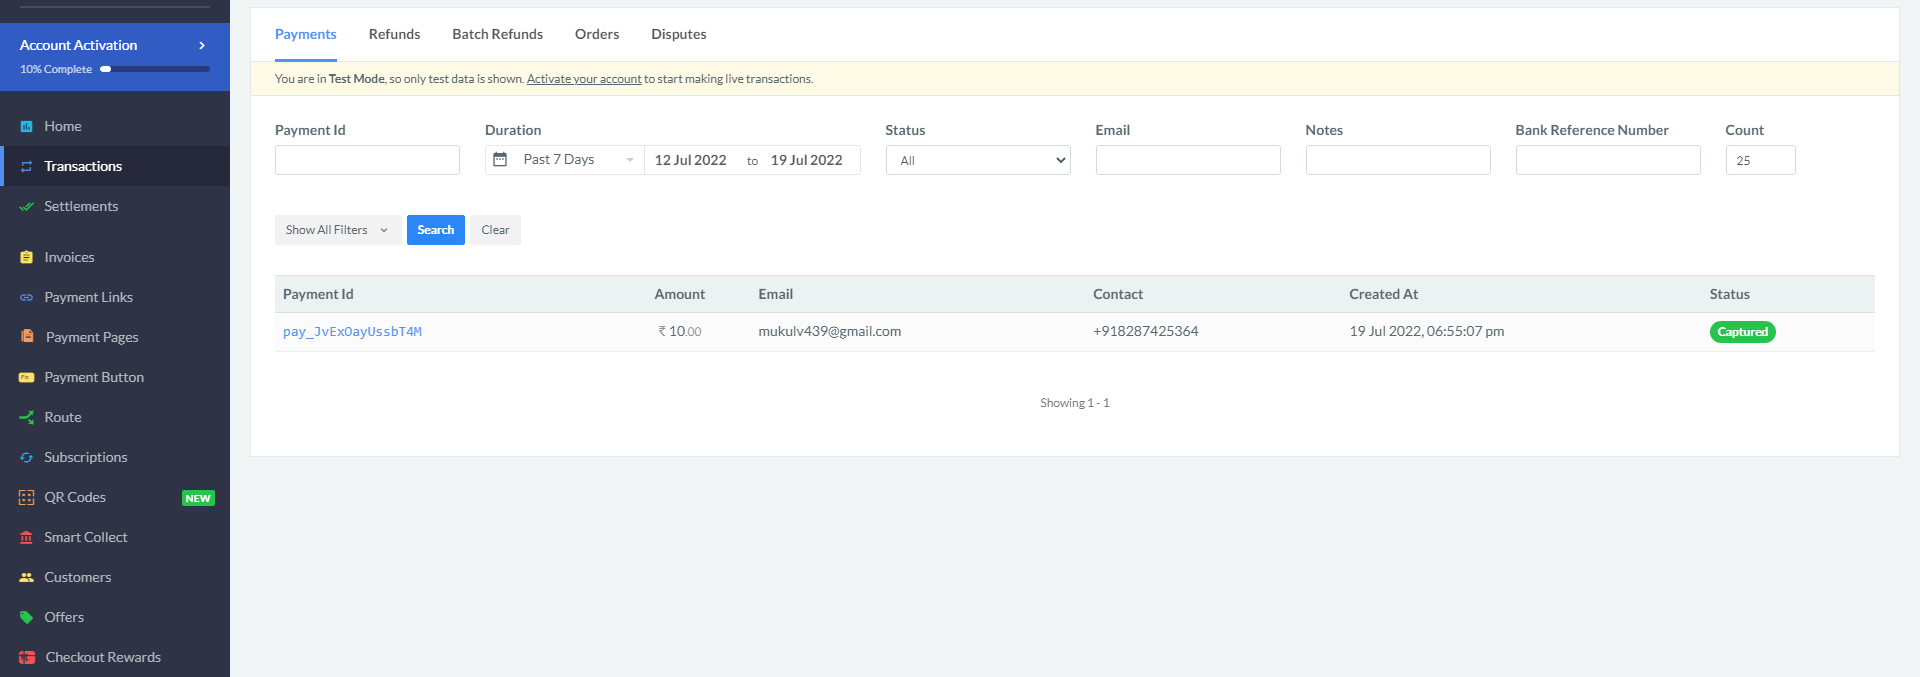 Account Activation
10% Complete
Home
Transactions
Settlements
Invoices
Payment Links
Payment Pages
Payment Button
Route
Subscriptions
QR Codes NEW
Smart Collect
Customers
Offers
Checkout Rewards
Payments Refunds Batch Refunds Orders Disputes
You are in Test Mode, so only test data is shown. Activate your account to start making live transactions.
Payment Id Duration Status Email Notes Bank Reference Number Count
Past 7 Days 12 Jul 2022 to 19 Jul 2022 All 25
Show All Filters Search Clear
Payment Id Amount Email Contact Created At Status
pay_JvExOayUssbT4M ₹ 10.00 mukulv439@gmail.com +918287425364 19 Jul 2022, 06:55:07 pm Captured
Showing 1 - 1